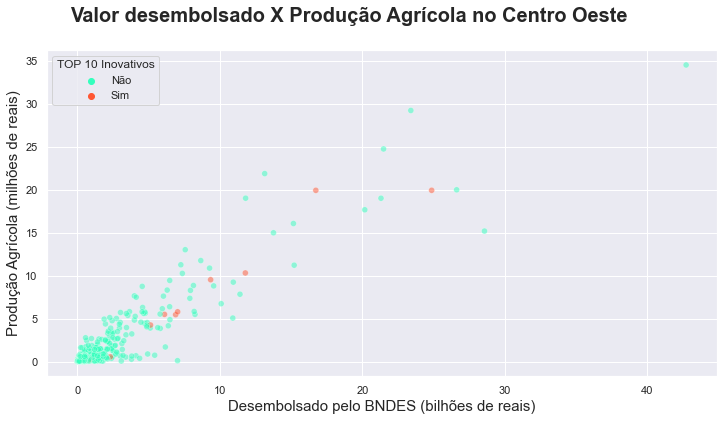 Valor desembolsado X Produção Agrícola no Centro Oeste
TOP 10 Inovativos
Não
Sim
Produção Agrícola (milhões de reais)
35
30
25
20
15
10
5
0
0 10 20 30 40
Desembolsado pelo BNDES (bilhões de reais)